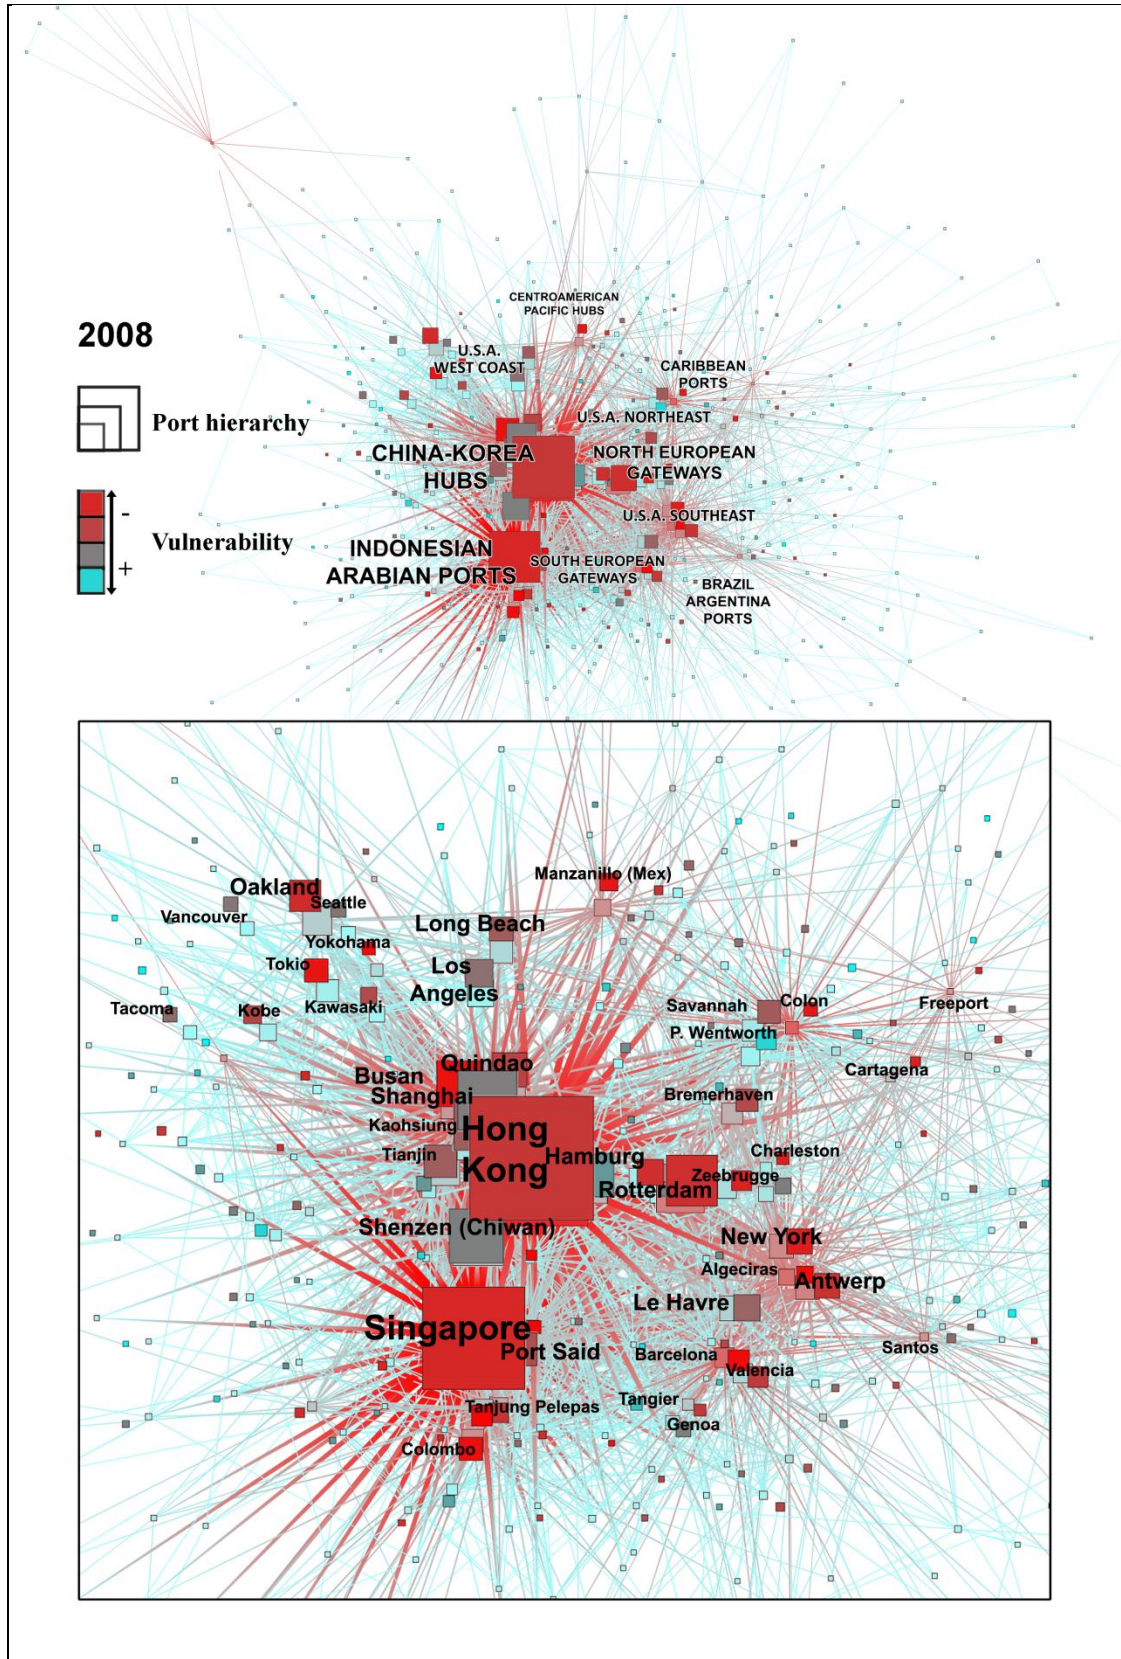 2008
Port hierarchy
-
Vulnerability
+
CENTROAMERICAN
PACIFIC HUBS
U.S.A.
WEST COAST
CARIBBEAN
PORTS
U.S.A. NORTHEAST
CHINA-KOREA
HUBS
NORTH EUROPEAN
GATEWAYS
U.S.A. SOUTHEAST
INDONESIAN
ARABIAN PORTS
SOUTH EUROPEAN
GATEWAYS
BRAZIL
ARGENTINA
PORTS
Manzanillo (Mex)
Oakland
Seattle
Vancouver
Long Beach
Yokohama
Tokio
Los
Angeles
Tacoma
Kobe
Kawasaki
Savannah
Colon
Freeport
P. Wentworth
Quindao
Busan
Cartagena
Shanghai
Bremerhaven
Kaohsiung
Hong
Kong
Tianjin
Hamburg
Charleston
Zeebrugge
Rotterdam
Shenzen (Chiwan)
New York
Algeciras
Antwerp
Le Havre
Singapore
Port Said
Santos
Barcelona
Valencia
Tangier
Tanjung Pelepas
Genoa
Colombo